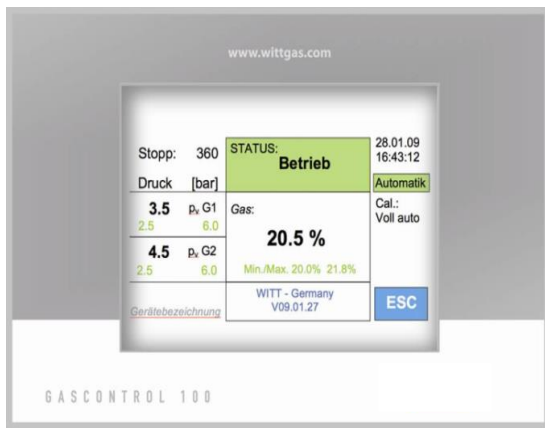 www.wittgas.com
Stopp: 360
Druck [bar]
3.5 pₓ G1
2.5 6.0
4.5 pₓ G2
2.5 6.0
Gerätebezeichnung
STATUS:
Betrieb
Gas:
20.5 %
Min./Max. 20.0% 21.8%
WITT - Germany
V09.01.27
28.01.09
16:43:12
Automatik
Cal.:
Voll auto
ESC
GASCONTROL 100